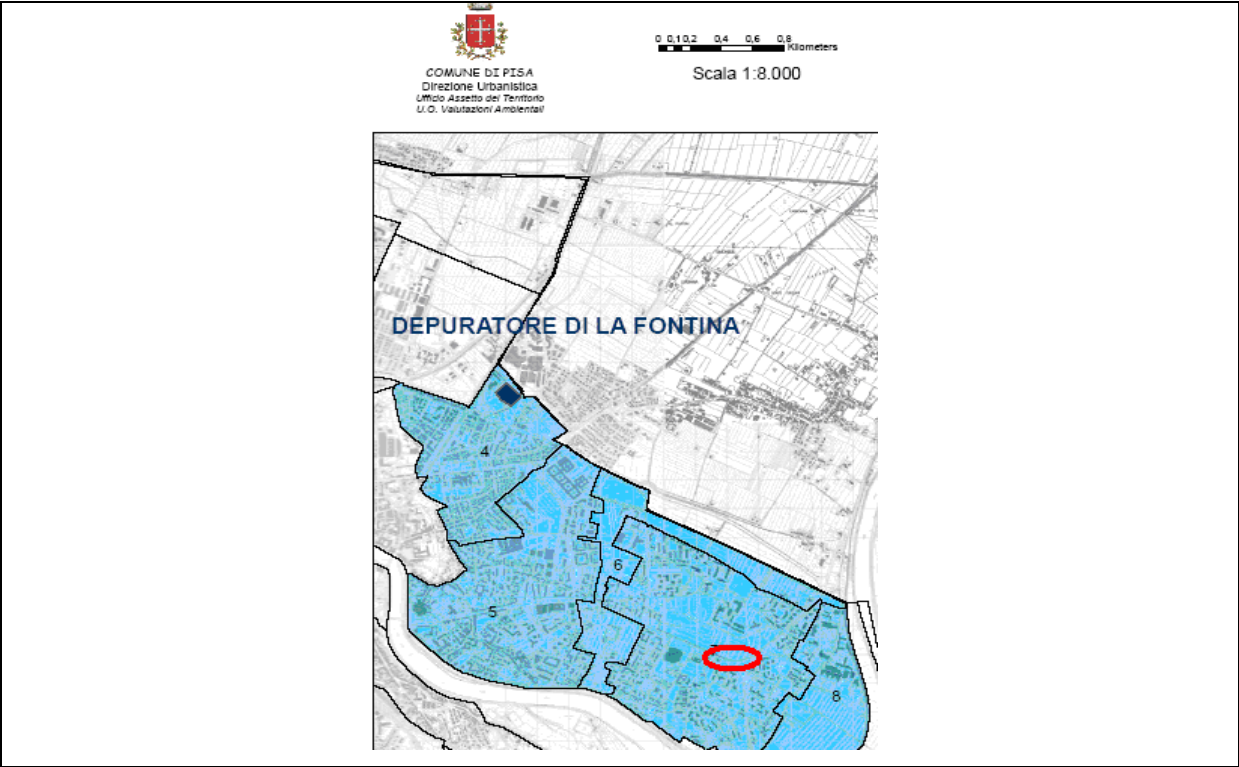 COMUNE DI PISA
Direzione Urbanistica
Ufficio Assetto del Territorio
U.O. Valutazioni Ambientali
0 0,10,2 0,4 0,6 0,8
Kilometers
Scala 1:8.000
DEPURATORE DI LA FONTINA
4
6
5
8